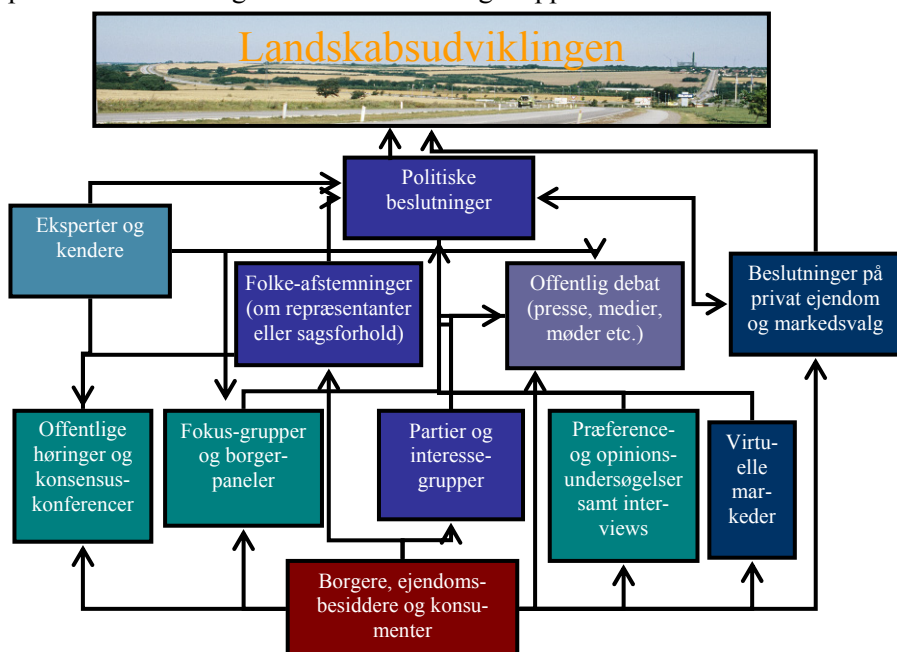 Landskabsudviklingen
Politiske
beslutninger
Eksperter og
kendere
Folke-afstemninger
(om repræsentanter
eller sagsforhold)
Offentlig debat
(presse, medier,
møder etc.)
Beslutninger på
privat ejendom
og markedsvalg
Offentlige
høringer og
konsensus-
konferencer
Fokus-grupper
og borger-
paneler
Partier og
interesse-
grupper
Præference-
og opinions-
undersøgelser
samt inter-
views
Virtu-
elle
mar-
keder
Borgere, ejendoms-
besiddere og konsu-
menter